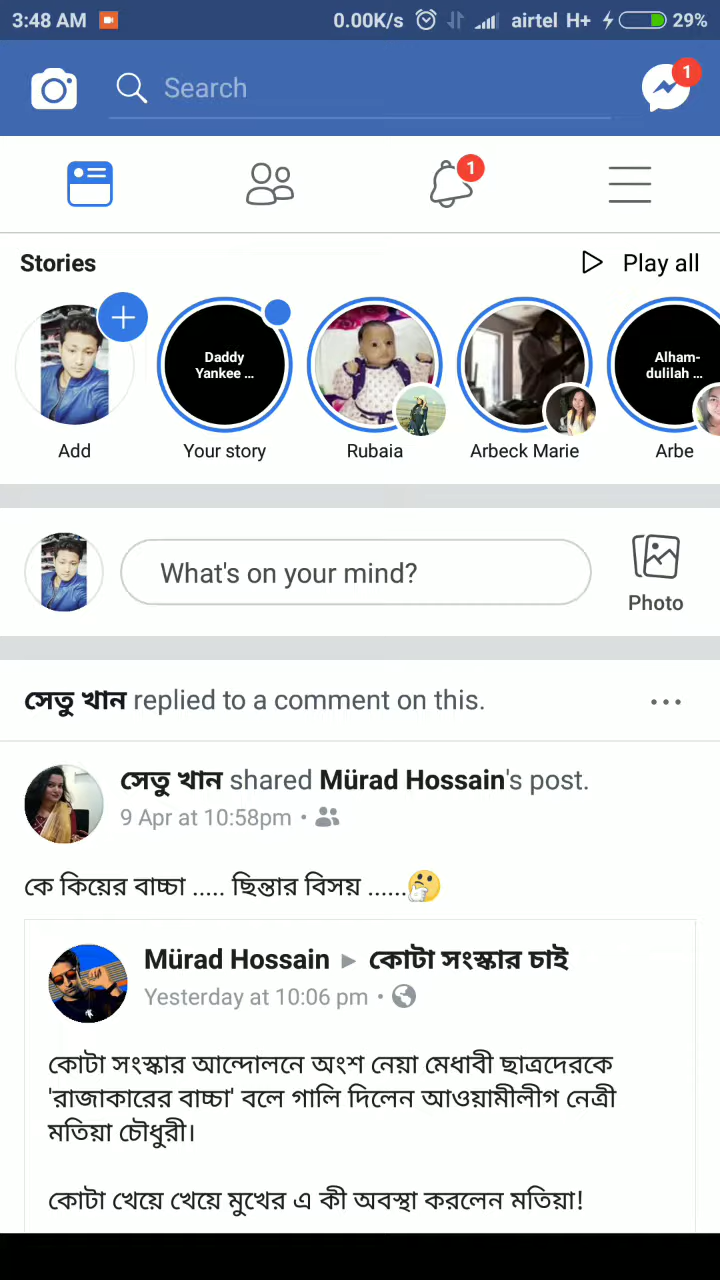 3:48 AM 0.00K/s airtel H+ 29%
Search
1
1
Stories Play all
Daddy
Yankee ...
Alham-
dulilah ...
Add Your story Rubaia Arbeck Marie Arbe
What's on your mind?
Photo
সেতু খান replied to a comment on this.
সেতু খান shared Mürad Hossain's post.
9 Apr at 10:58pm
কে কিয়ের বাচ্চা ..... ছিন্তার বিসয় ......🤔
Mürad Hossain ▸ কোটা সংস্কার চাই
Yesterday at 10:06 pm
কোটা সংস্কার আন্দোলনে অংশ নেয়া মেধাবী ছাত্রদেরকে
'রাজাকারের বাচ্চা' বলে গালি দিলেন আওয়ামীলীগ নেত্রী
মতিয়া চৌধুরী।
কোটা খেয়ে খেয়ে মুখের এ কী অবস্থা করলেন মতিয়া!